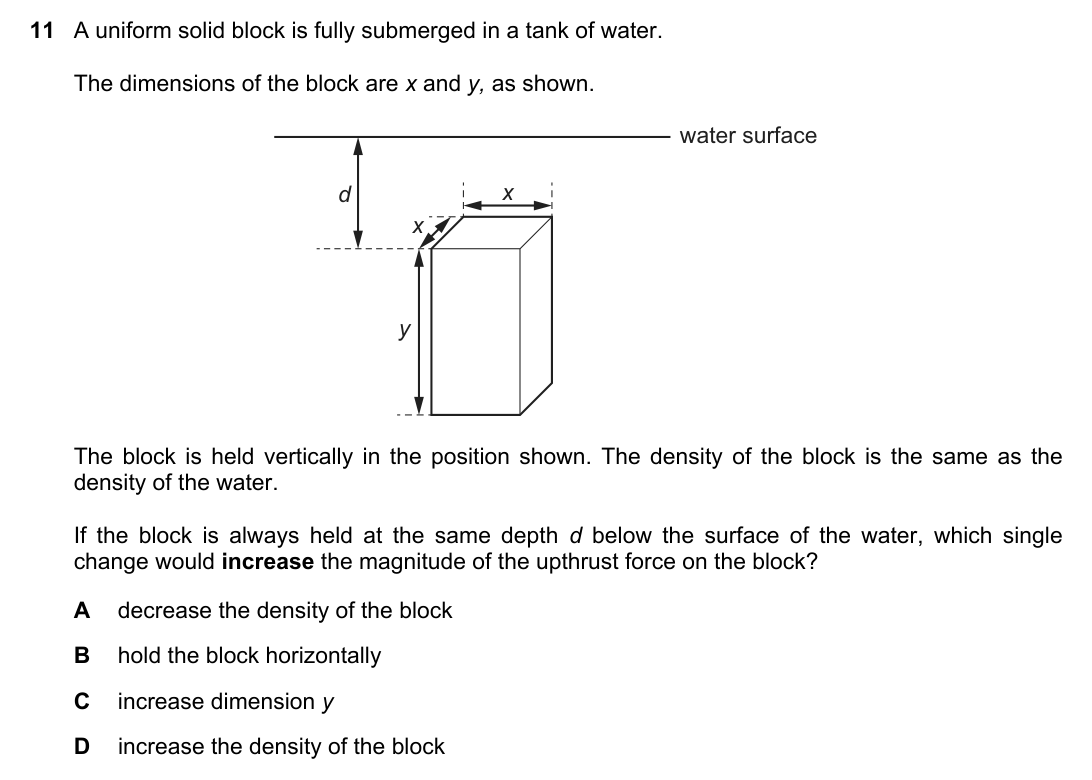 11 A uniform solid block is fully submerged in a tank of water.
The dimensions of the block are x and y, as shown.
water surface
d
x
x
y
The block is held vertically in the position shown. The density of the block is the same as the
density of the water.
If the block is always held at the same depth d below the surface of the water, which single
change would increase the magnitude of the upthrust force on the block?
A decrease the density of the block
B hold the block horizontally
C increase dimension y
D increase the density of the block